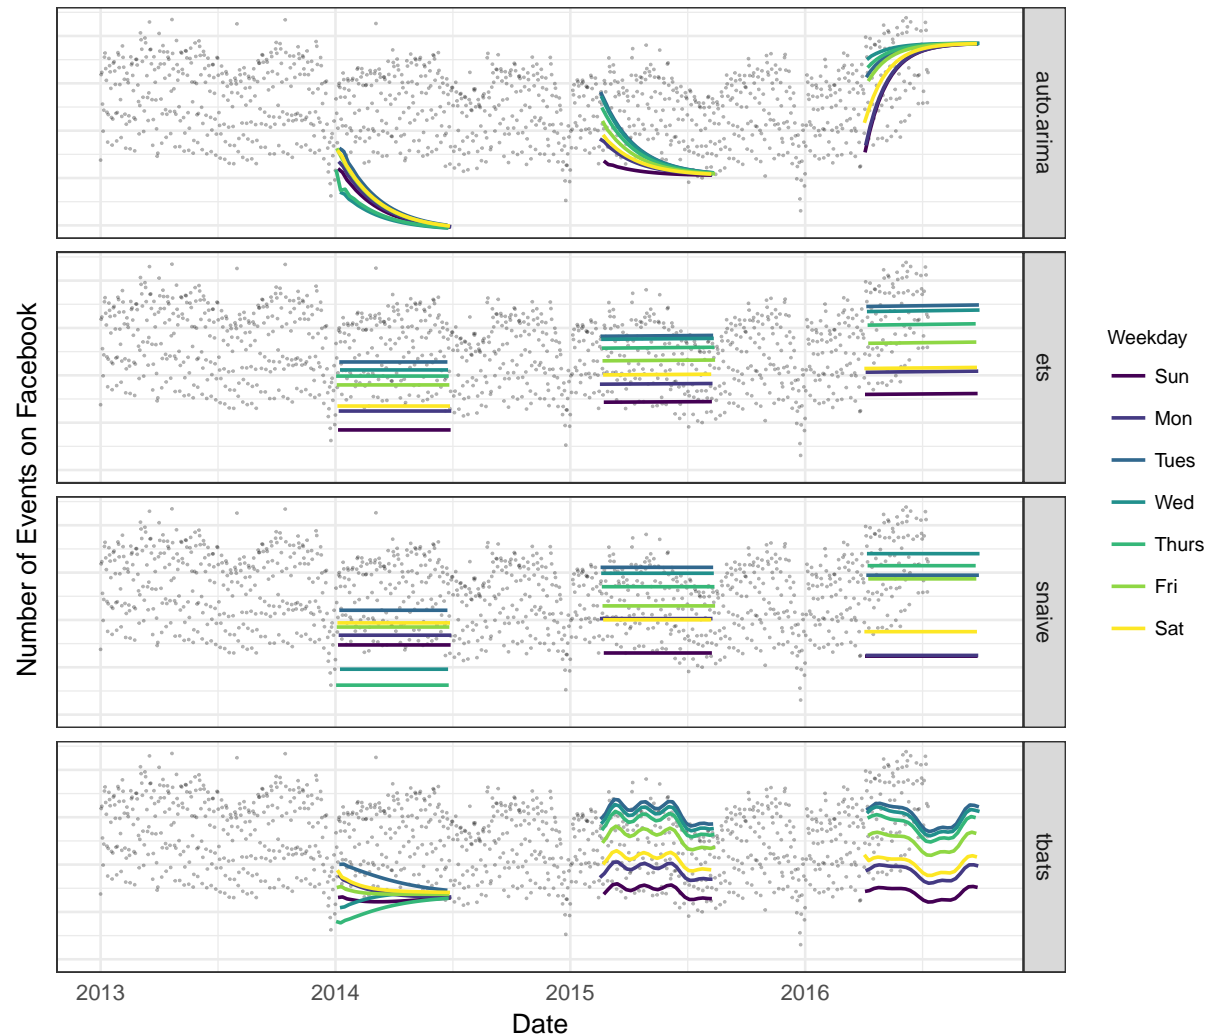 Number of Events on Facebook
auto.arima
ets
snaive
tbats
2013
2014
2015
2016
Date
Weekday
Sun
Mon
Tues
Wed
Thurs
Fri
Sat